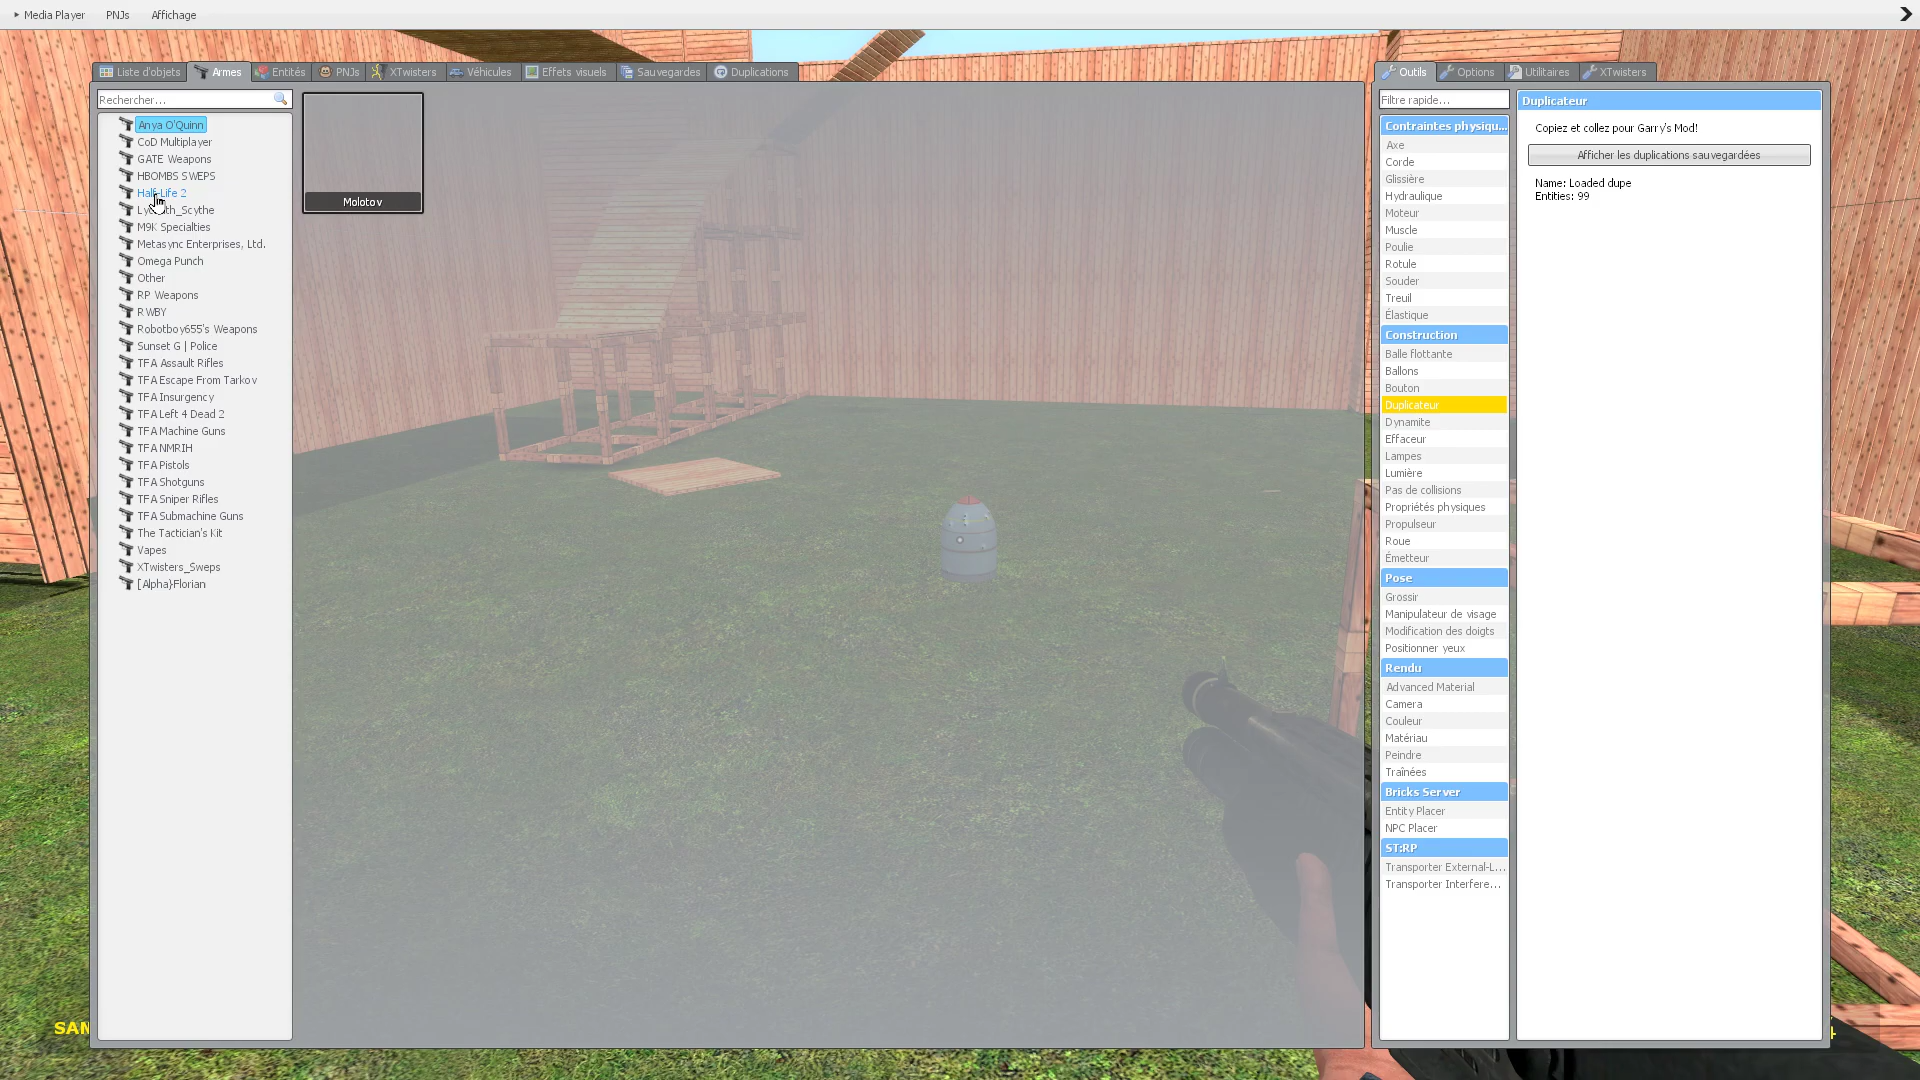 Media Player PNJs Affichage
Liste d'objets Armes Entités PNJs XTwisters Véhicules Effets visuels Sauvegardes Duplications
Rechercher...
Anya O'Quinn
CoD Multiplayer
GATE Weapons
HBOMBS SWEPS
Half-Life 2
M9K Specialties
Metasync Enterprises, Ltd.
Omega Punch
Other
RP Weapons
RWBY
Robotboy655's Weapons
Sunset G | Police
TFA Assault Rifles
TFA Escape From Tarkov
TFA Insurgency
TFA Left 4 Dead 2
TFA Machine Guns
TFA NMRIH
TFA Pistols
TFA Shotguns
TFA Sniper Rifles
TFA Submachine Guns
The Tactician's Kit
Vapes
XTwisters_Sweps
[Alpha}Florian
Molotov
SAN
Outils Options Utilitaires XTwisters
Filtre rapide...
Contraintes physiqu...
Axe
Corde
Glissière
Hydraulique
Moteur
Muscle
Poulie
Rotule
Souder
Treuil
Élastique
Construction
Balle flottante
Ballons
Bouton
Duplicateur
Dynamite
Effaceur
Lampes
Lumière
Pas de collisions
Propriétés physiques
Propulseur
Roue
Émetteur
Pose
Grossir
Manipulateur de visage
Modification des doigts
Positionner yeux
Rendu
Advanced Material
Camera
Couleur
Matériau
Peindre
Traînées
Bricks Server
Entity Placer
NPC Placer
ST:RP
Transporter External-L...
Transporter Interfere...
Duplicateur
Copiez et collez pour Garry's Mod!
Afficher les duplications sauvegardées
Name: Loaded dupe
Entities: 99